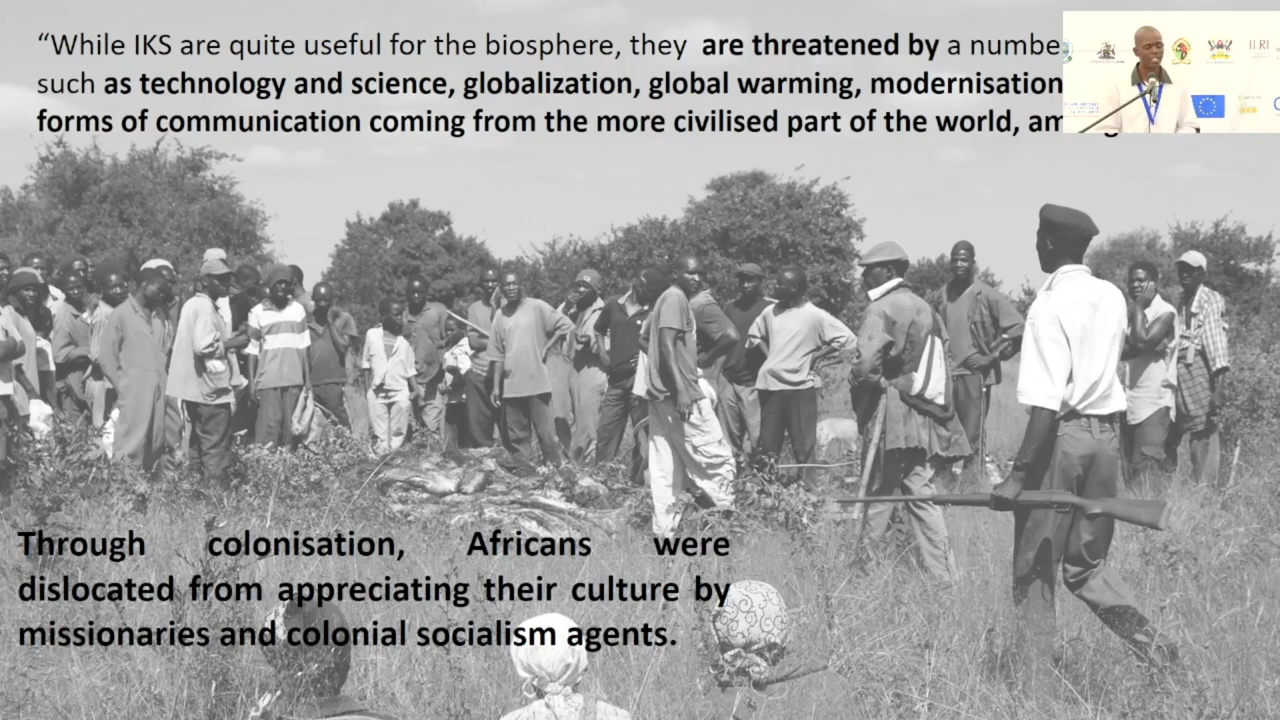 “While IKS are quite useful for the biosphere, they are threatened by a
such as technology and science, globalization, global warming, modernisation
forms of communication coming from the more civilised part of the world,
ILRI
Through colonisation, Africans were
dislocated from appreciating their culture by
missionaries and colonial socialism agents.